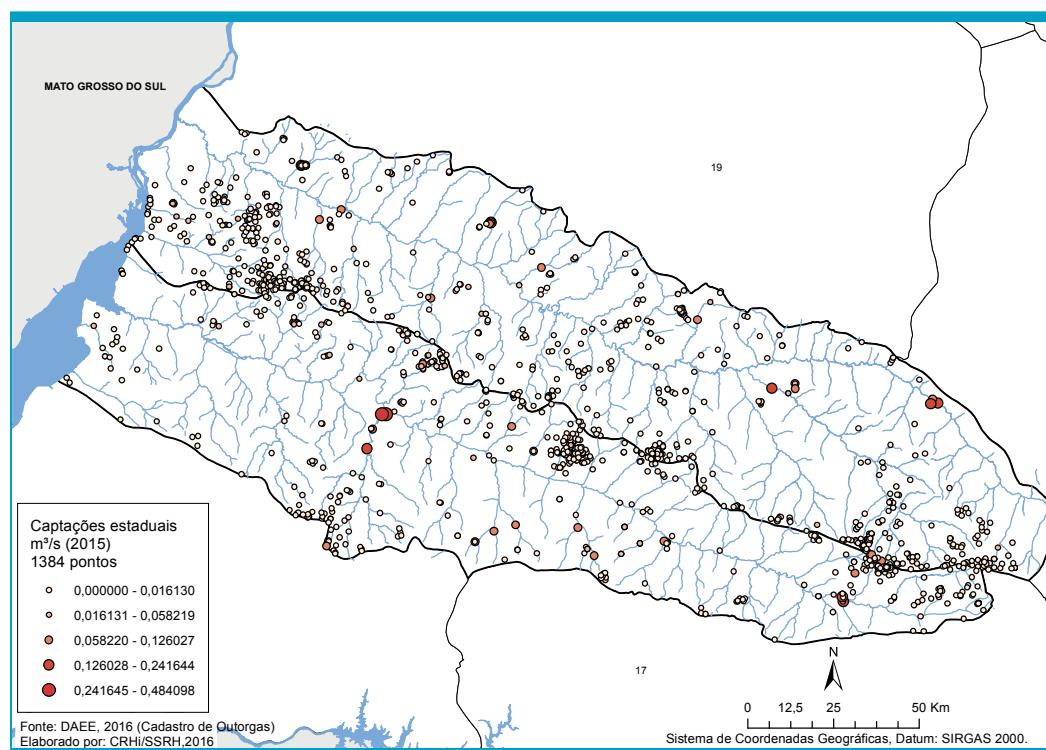 MATO GROSSO DO SUL
19
17
Captações estaduais
m³/s (2015)
1384 pontos
0,000000 - 0,016130
0,016131 - 0,058219
0,058220 - 0,126027
0,126028 - 0,241644
0,241645 - 0,484098
Fonte: DAEE, 2016 (Cadastro de Outorgas)
Elaborado por: CRHi/SSRH,2016
N
0 12,5 25 50 Km
Sistema de Coordenadas Geográficas, Datum: SIRGAS 2000.